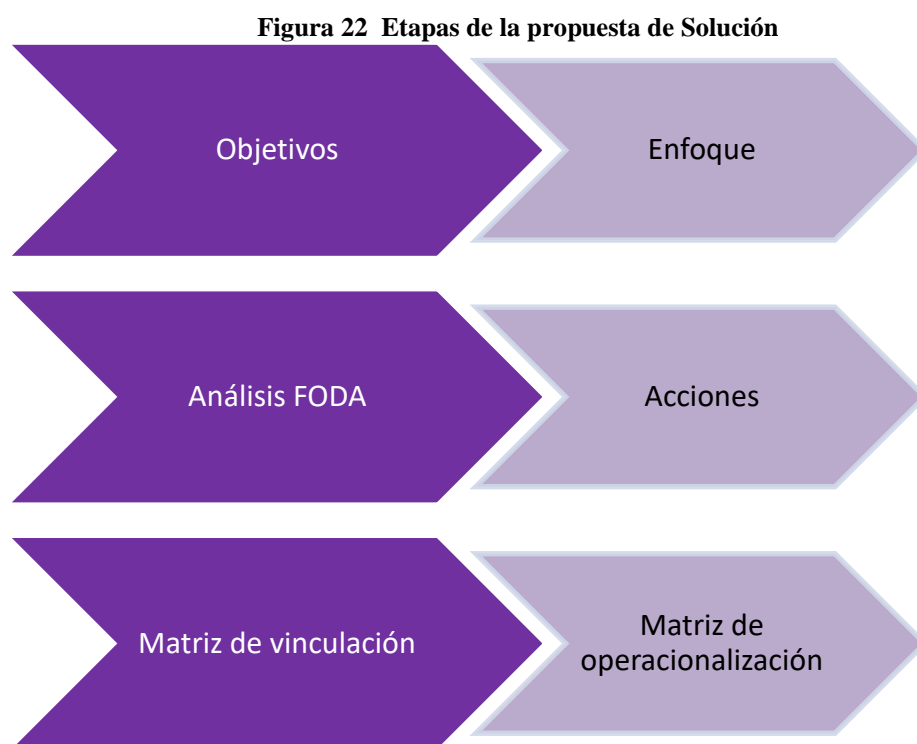 Figura 22  Etapas de la propuesta de Solución
Objetivos
Enfoque
Análisis FODA
Acciones
Matriz de vinculación
Matriz de
operacionalización